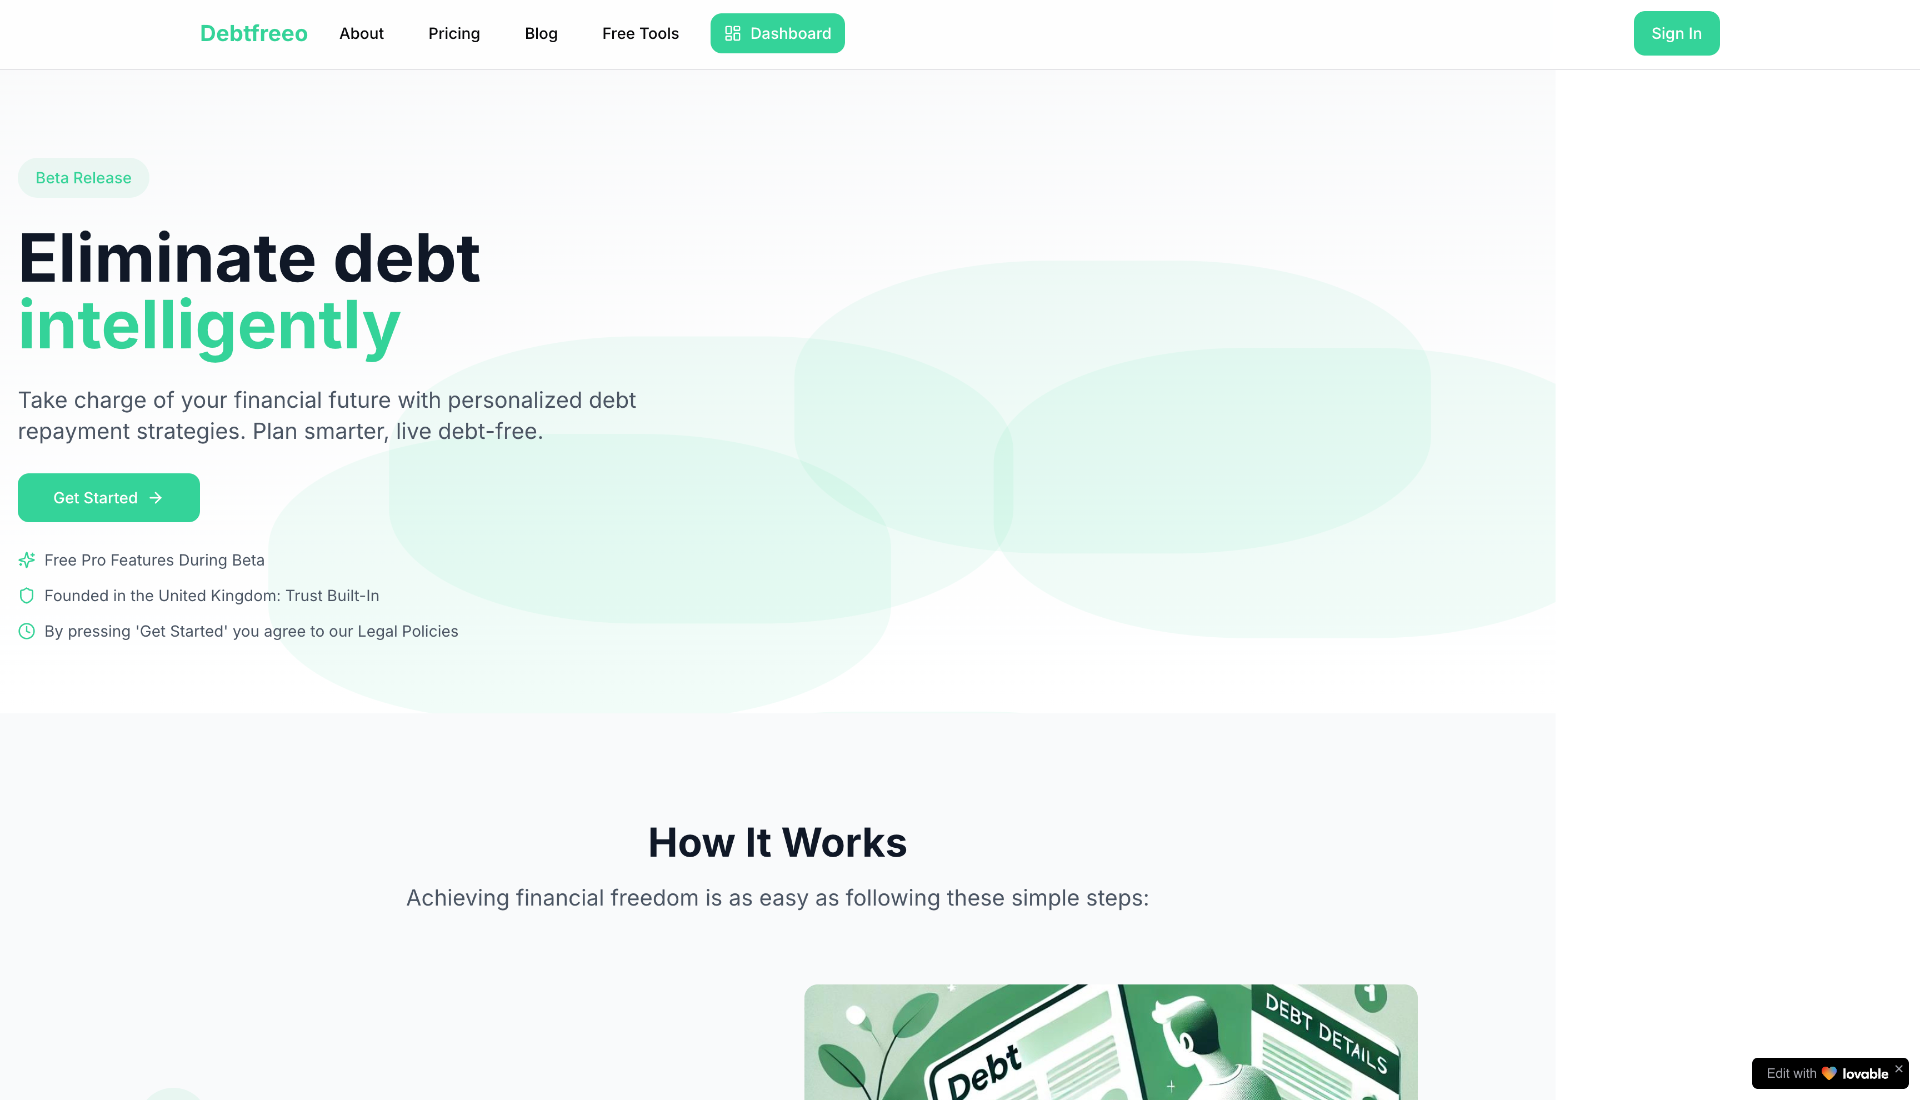 Debtfreeo
About
Pricing
Blog
Free Tools
Dashboard
Sign In
Beta Release
Eliminate debt
intelligently
Take charge of your financial future with personalized debt
repayment strategies. Plan smarter, live debt-free.
Get Started
Free Pro Features During Beta
Founded in the United Kingdom: Trust Built-In
By pressing 'Get Started' you agree to our Legal Policies
How It Works
Achieving financial freedom is as easy as following these simple steps:
Debt
DEBT DETAILS
1
Edit with lovable